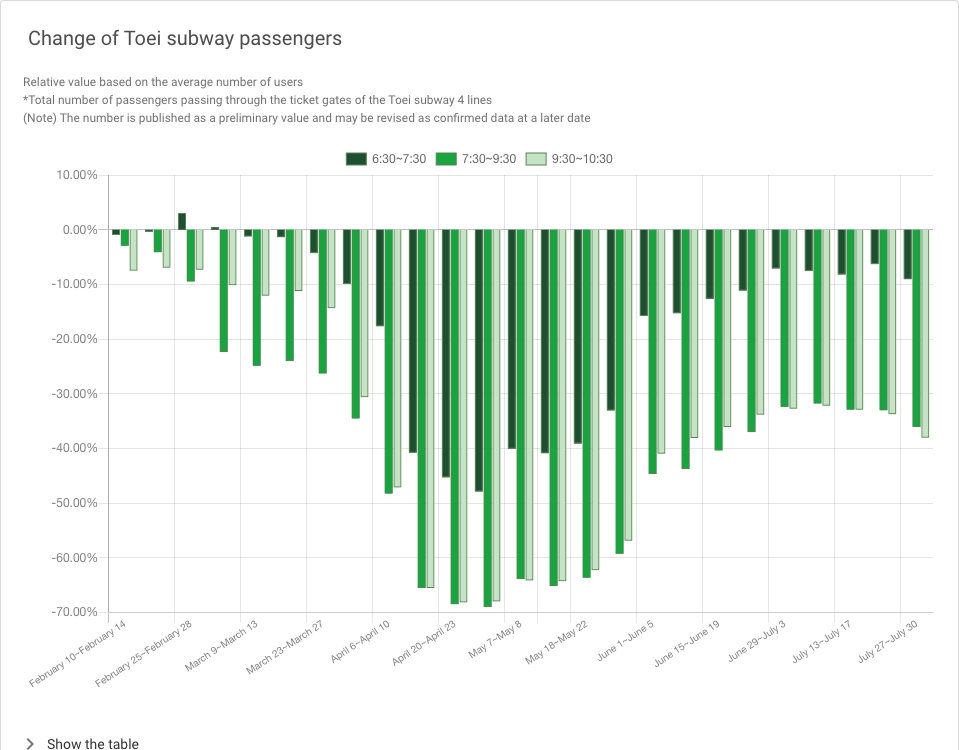 Change of Toei subway passengers
Relative value based on the average number of users
*Total number of passengers passing through the ticket gates of the Toei subway 4 lines
(Note) The number is published as a preliminary value and may be revised as confirmed data at a later date
6:30~7:30 7:30~9:30 9:30~10:30
10.00%
0.00%
-10.00%
-20.00%
-30.00%
-40.00%
-50.00%
-60.00%
-70.00%
February 10~February 14
February 25~February 28
March 9~March 13
March 23~March 27
April 6~April 10
April 20~April 23
May 7~May 8
May 18~May 22
June 1~June 5
June 15~June 19
June 29~July 3
July 13~July 17
July 27~July 30
Show the table